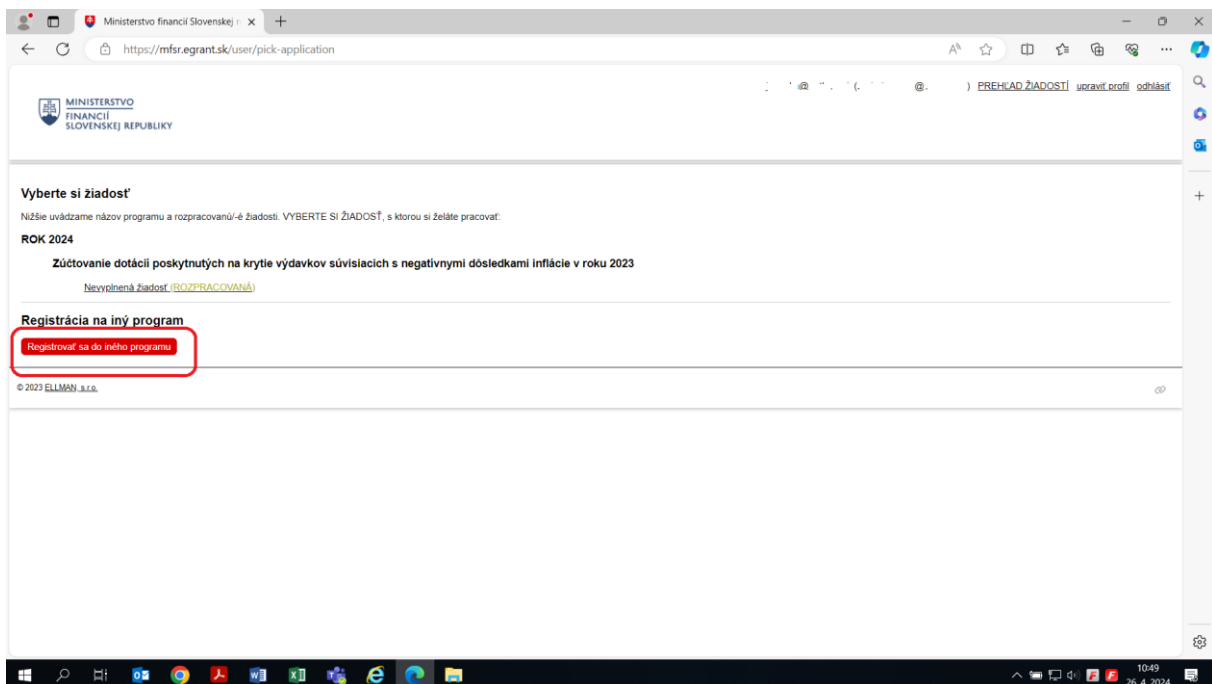 Ministerstvo financií Slovenskej r
https://mfsr.egrant.sk/user/pick-application
MINISTERSTVO
FINANCIÍ
SLOVENSKEJ REPUBLIKY
@ ( @ ) PREHĽAD ŽIADOSTÍ upraviť profil odhlásiť
Vyberte si žiadosť
Nižšie uvádzame názov programu a rozpracovanú/-é žiadosti. VYBERTE SI ŽIADOSŤ, s ktorou si želáte pracovať:
ROK 2024
Zúčtovanie dotácií poskytnutých na krytie výdavkov súvisiacich s negatívnymi dôsledkami inflácie v roku 2023
Nevyplnená žiadosť (ROZPRACOVANÁ)
Registrácia na iný program
Registrovať sa do iného programu
© 2023 ELLMAN, s.r.o.
10:49
26. 4. 2024